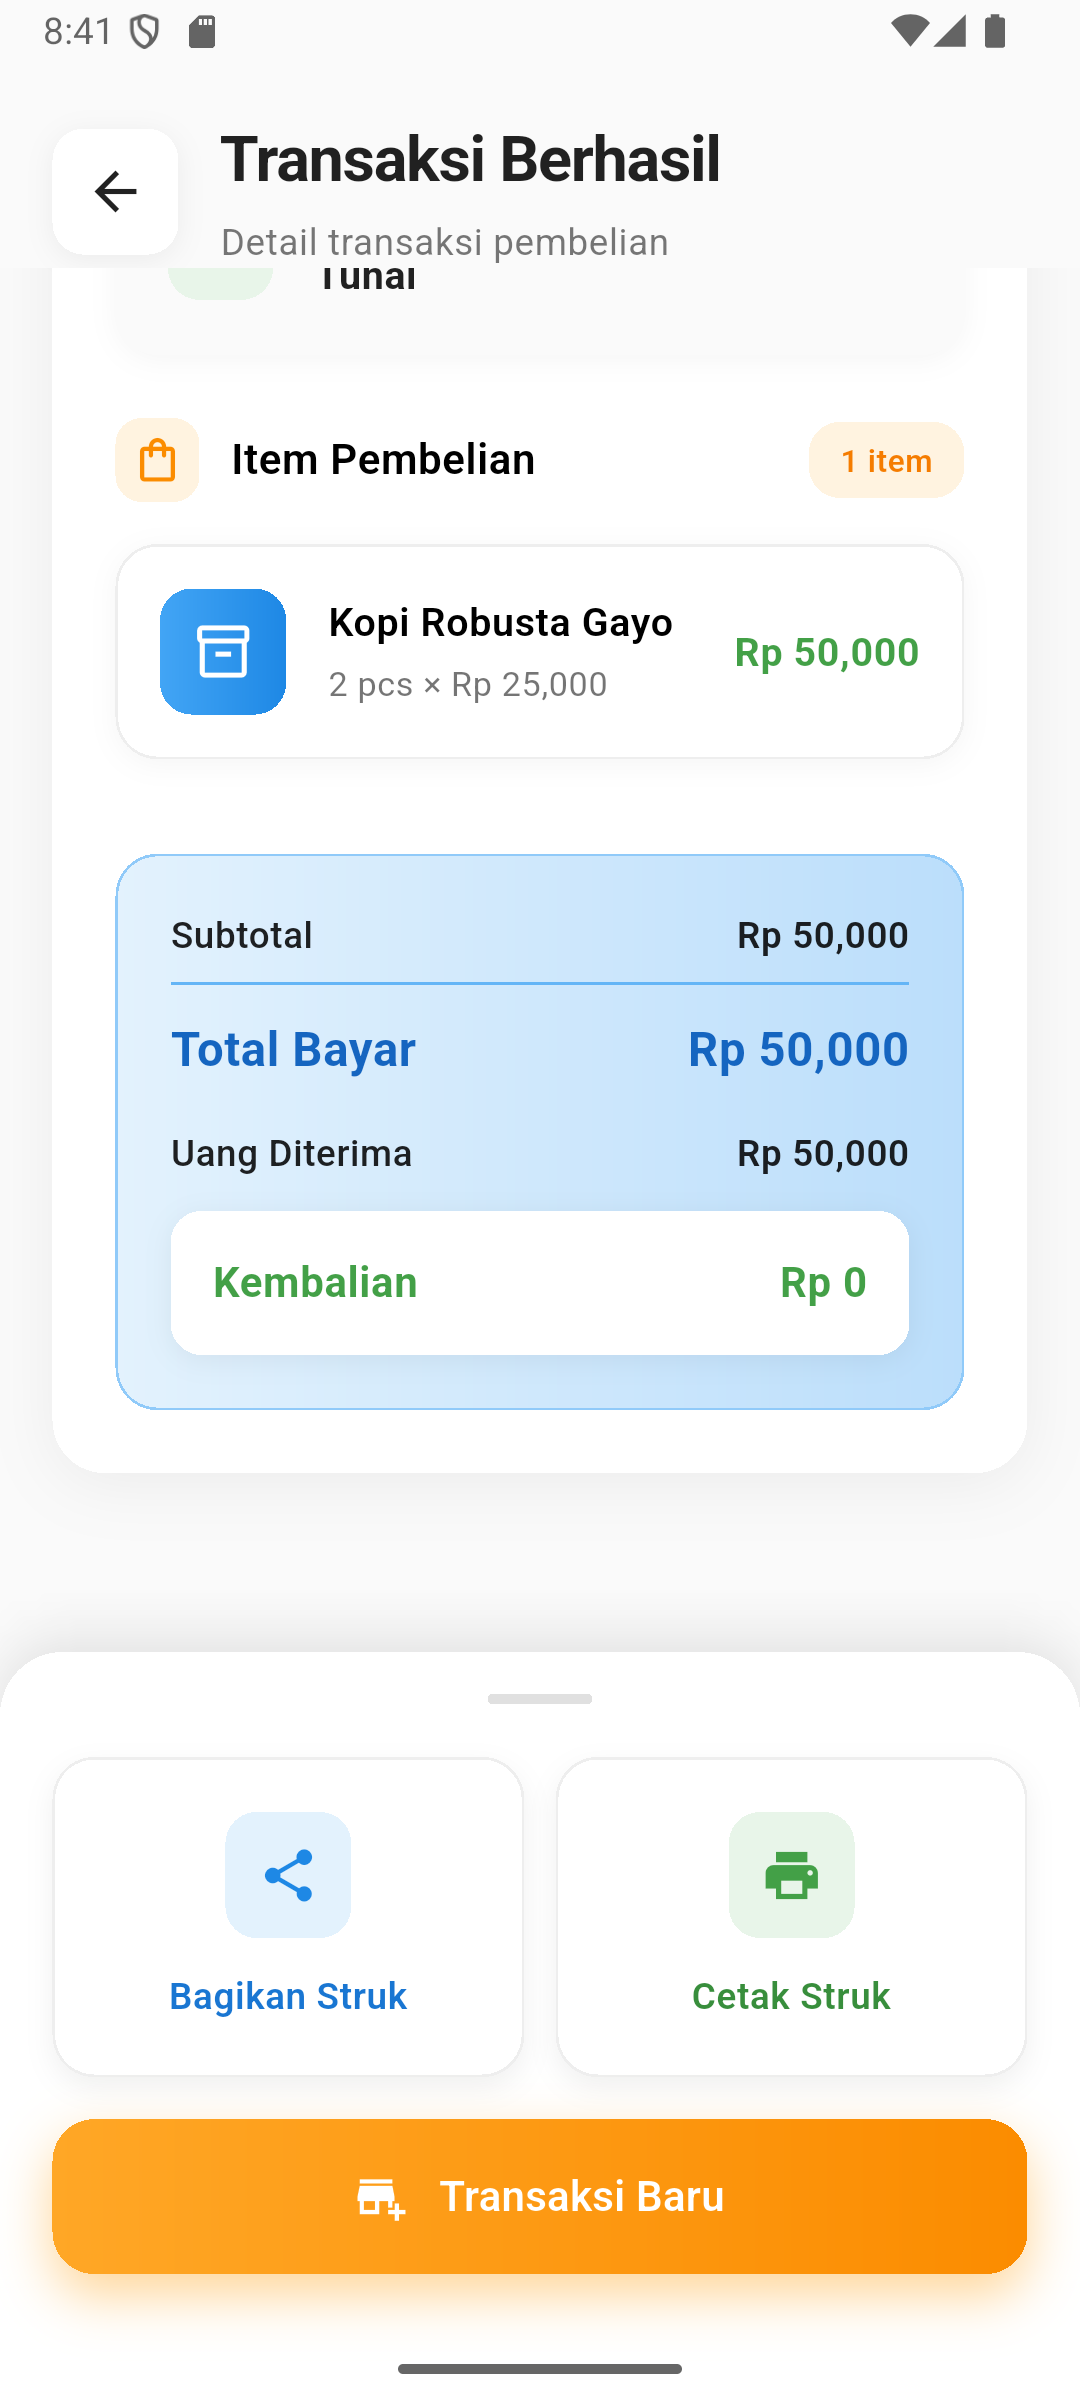 8:41
Transaksi Berhasil
Detail transaksi pembelian
Tunai
Item Pembelian
1 item
Kopi Robusta Gayo
2 pcs × Rp 25,000
Rp 50,000
Subtotal
Rp 50,000
Total Bayar
Rp 50,000
Uang Diterima
Rp 50,000
Kembalian
Rp 0
Bagikan Struk
Cetak Struk
Transaksi Baru